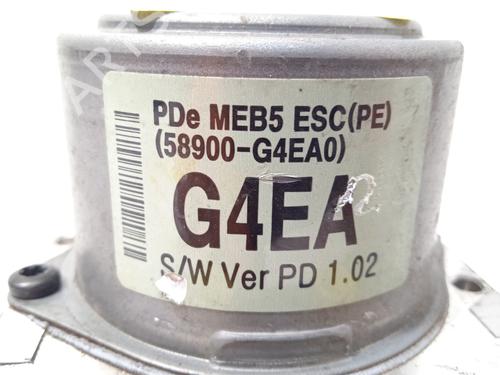 PDe MEB5 ESC(PE)
(58900-G4EA0)
G4EA
S/W Ver PD 1.02